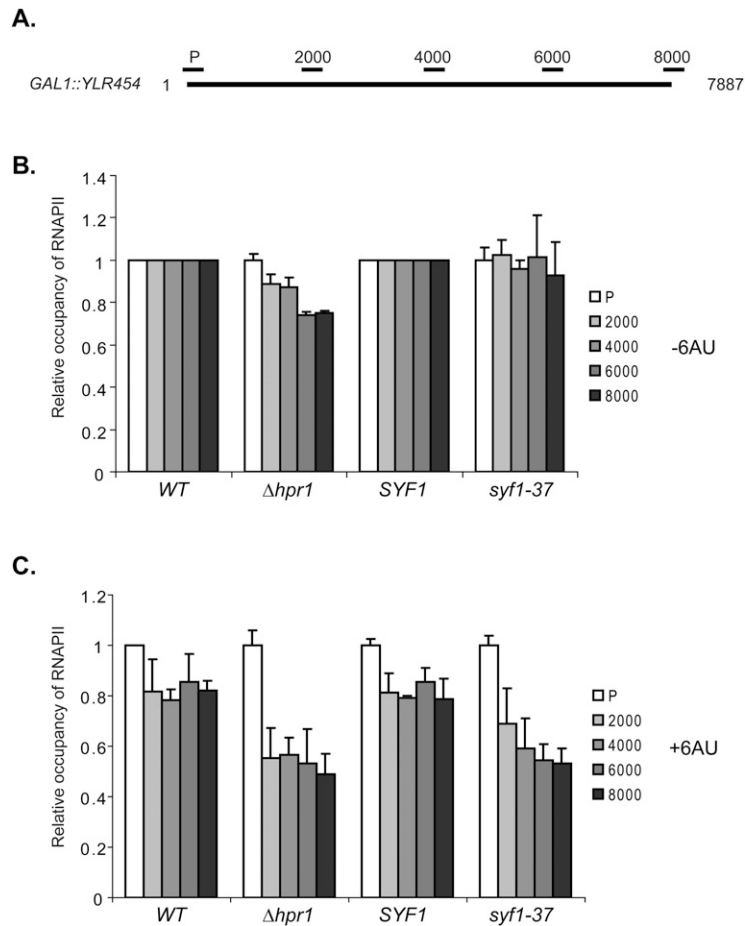 A.
P 2000 4000 6000 8000
GAL1::YLR454 1 7887
B.
Relative occupancy of RNAPII
1.4
1.2
1
0.8
0.6
0.4
0.2
0
WT Δhpr1 SYF1 syf1-37
P
2000
4000
6000
8000
-6AU
C.
Relative occupancy of RNAPII
1.2
1
0.8
0.6
0.4
0.2
0
WT Δhpr1 SYF1 syf1-37
P
2000
4000
6000
8000
+6AU